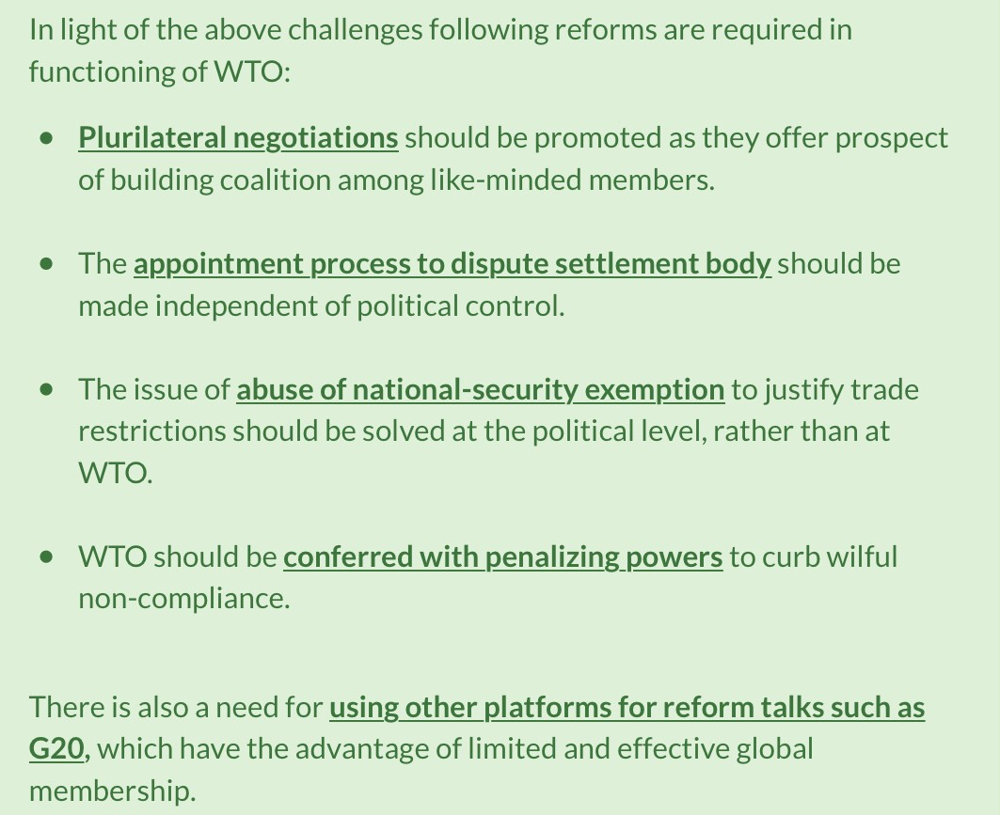 In light of the above challenges following reforms are required in
functioning of WTO:
• Plurilateral negotiations should be promoted as they offer prospect
of building coalition among like-minded members.
• The appointment process to dispute settlement body should be
made independent of political control.
• The issue of abuse of national-security exemption to justify trade
restrictions should be solved at the political level, rather than at
WTO.
• WTO should be conferred with penalizing powers to curb wilful
non-compliance.
There is also a need for using other platforms for reform talks such as
G20, which have the advantage of limited and effective global
membership.